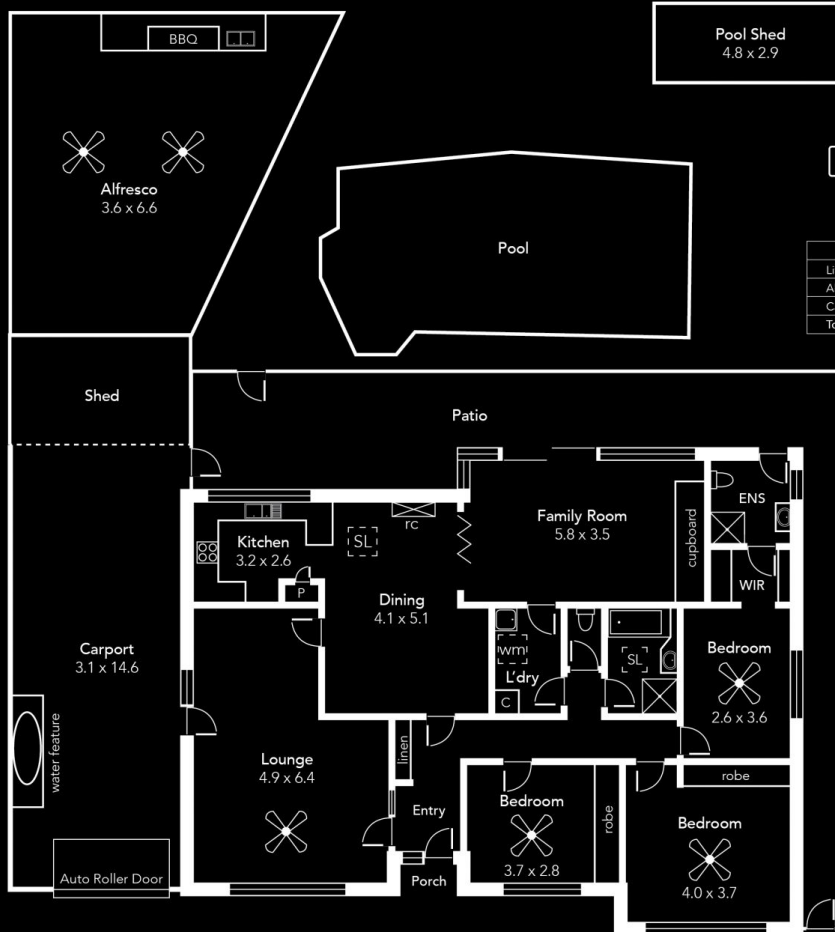 BBQ
Pool Shed
4.8 x 2.9
Alfresco
3.6 x 6.6
Pool
Shed
Patio
rc
SL
Kitchen
3.2 x 2.6
P
Family Room
5.8 x 3.5
cupboard
ENS
WIR
Dining
4.1 x 5.1
wm
L'dry
C
SL
Bedroom
2.6 x 3.6
Carport
3.1 x 14.6
water feature
Lounge
4.9 x 6.4
linen
Entry
Bedroom
3.7 x 2.8
robe
robe
Bedroom
4.0 x 3.7
Auto Roller Door
Porch